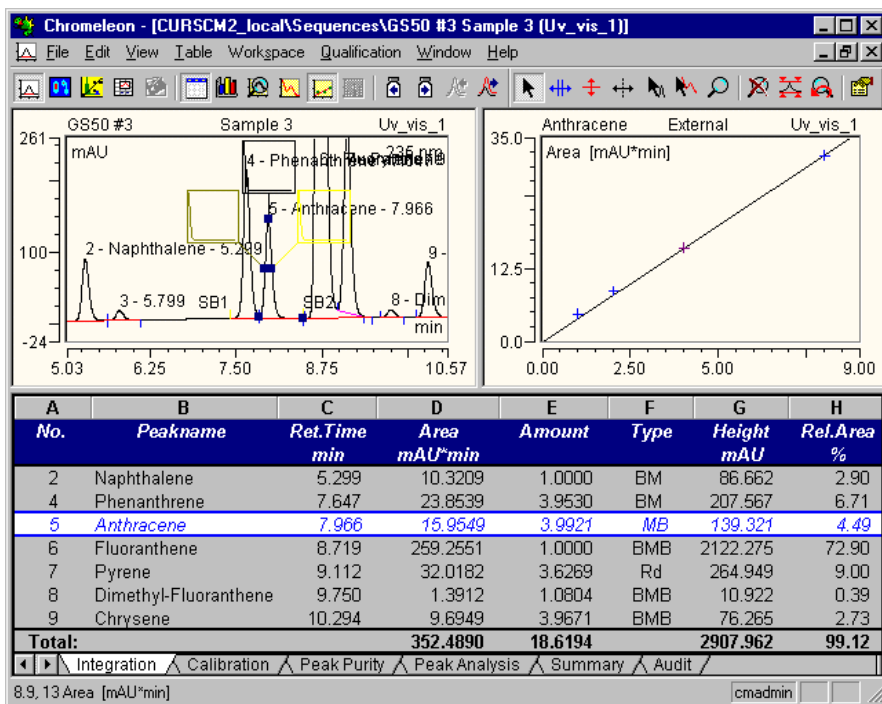 Chromeleon - [CURSCM2_local\Sequences\GS50 #3 Sample 3 (Uv_vis_1)]
File Edit View Table Workspace Qualification Window Help
GS50 #3 Sample 3 Uv_vis_1
261
mAU
235 nm
4 - Phenanthrene
5 - Anthracene - 7.966
100
2 - Naphthalene - 5.299
9 -
3 - 5.799 SB1 SB2 8 - Dim
min
-24
5.03 6.25 7.50 8.75 10.57
Anthracene External Uv_vis_1
35.0
Area [mAU*min]
12.5
0.0
0.00 2.50 5.00 9.00
A B C D E F G H
No. Peakname Ret.Time Area Amount Type Height Rel.Area
min mAU*min mAU %
2 Naphthalene 5.299 10.3209 1.0000 BM 86.662 2.90
4 Phenanthrene 7.647 23.8539 3.9530 BM 207.567 6.71
5 Anthracene 7.966 15.9549 3.9921 MB 139.321 4.49
6 Fluoranthene 8.719 259.2551 1.0000 BMB 2122.275 72.90
7 Pyrene 9.112 32.0182 3.6269 Rd 264.949 9.00
8 Dimethyl-Fluoranthene 9.750 1.3912 1.0804 BMB 10.922 0.39
9 Chrysene 10.294 9.6949 3.9671 BMB 76.265 2.73
Total: 352.4890 18.6194 2907.962 99.12
Integration Calibration Peak Purity Peak Analysis Summary Audit
8.9, 13 Area [mAU*min] cmadmin